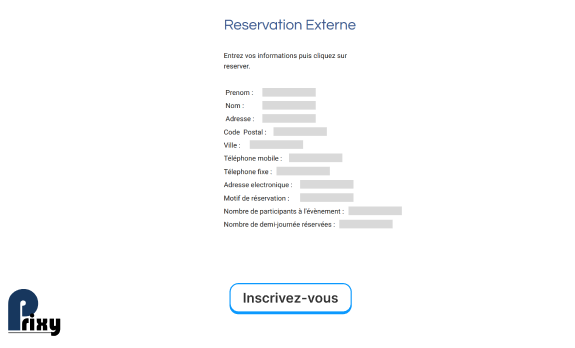 Reservation Externe
Entrez vos informations puis cliquez sur
reserver.
Prenom :
Nom :
Adresse :
Code Postal :
Ville :
Téléphone mobile :
Télephone fixe :
Adresse electronique :
Motif de réservation :
Nombre de participants à l'évènement :
Nombre de demi-journée réservées :
Inscrivez-vous
Prixy